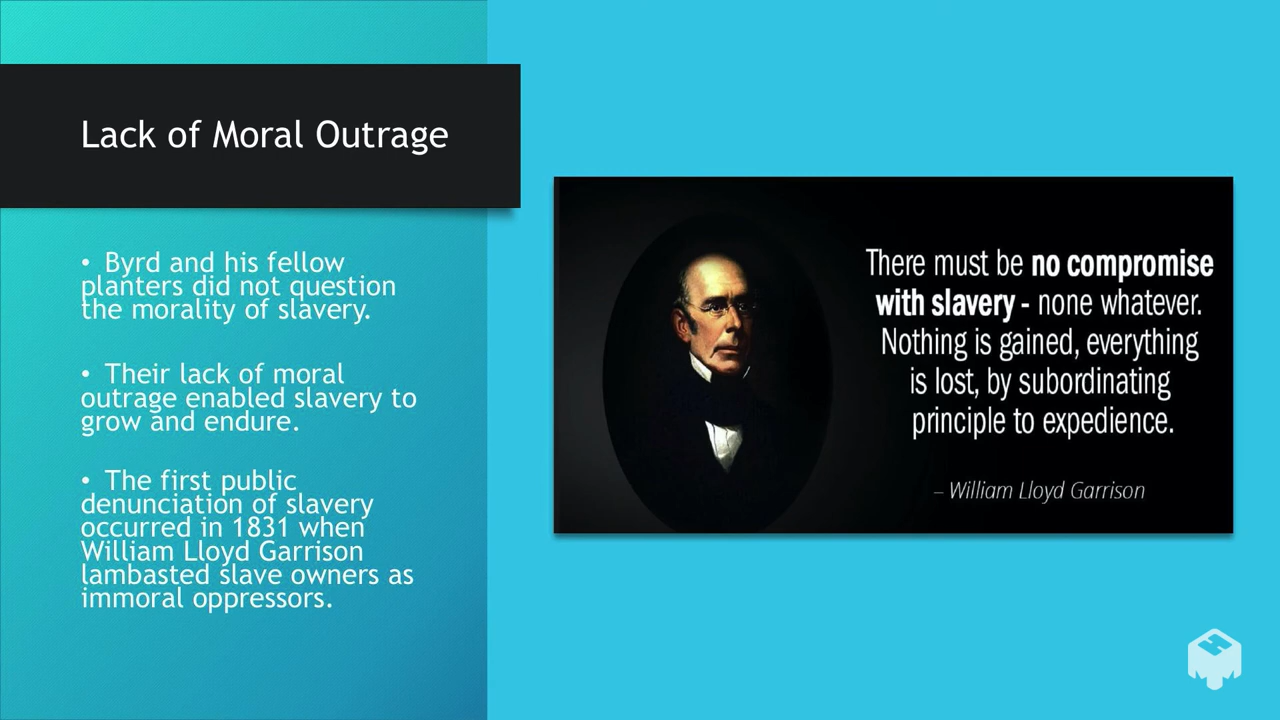 Lack of Moral Outrage
• Byrd and his fellow
planters did not question
the morality of slavery.
• Their lack of moral
outrage enabled slavery to
grow and endure.
• The first public
denunciation of slavery
occurred in 1831 when
William Lloyd Garrison
lambasted slave owners as
immoral oppressors.
There must be no compromise
with slavery - none whatever.
Nothing is gained, everything
is lost, by subordinating
principle to expedience.
– William Lloyd Garrison